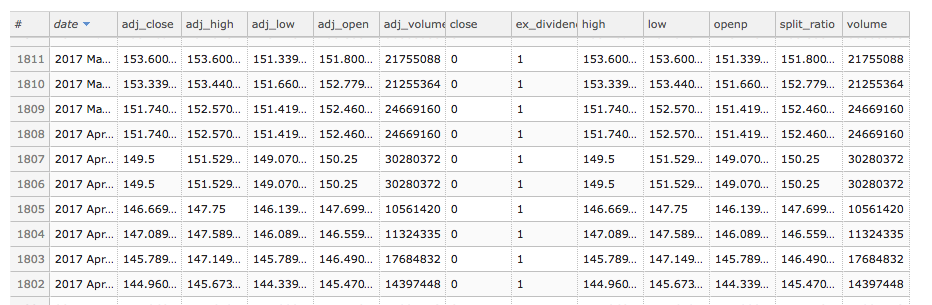 # date adj_close adj_high adj_low adj_open adj_volume close ex_dividend high low openp split_ratio volume
1811 2017 Ma... 153.600... 153.600... 151.339... 151.800... 21755088 0 1 153.600... 153.600... 151.339... 151.800... 21755088
1810 2017 Ma... 153.339... 153.440... 151.660... 152.779... 21255364 0 1 153.339... 153.440... 151.660... 152.779... 21255364
1809 2017 Ma... 151.740... 152.570... 151.419... 152.460... 24669160 0 1 151.740... 152.570... 151.419... 152.460... 24669160
1808 2017 Apr... 151.740... 152.570... 151.419... 152.460... 24669160 0 1 151.740... 152.570... 151.419... 152.460... 24669160
1807 2017 Apr... 149.5 151.529... 149.070... 150.25 30280372 0 1 149.5 151.529... 149.070... 150.25 30280372
1806 2017 Apr... 149.5 151.529... 149.070... 150.25 30280372 0 1 149.5 151.529... 149.070... 150.25 30280372
1805 2017 Apr... 146.669... 147.75 146.139... 147.699... 10561420 0 1 146.669... 147.75 146.139... 147.699... 10561420
1804 2017 Apr... 147.089... 147.589... 146.089... 146.559... 11324335 0 1 147.089... 147.589... 146.089... 146.559... 11324335
1803 2017 Apr... 145.789... 147.149... 145.789... 146.490... 17684832 0 1 145.789... 147.149... 145.789... 146.490... 17684832
1802 2017 Apr... 144.960... 145.673... 144.339... 145.470... 14397448 0 1 144.960... 145.673... 144.339... 145.470... 14397448